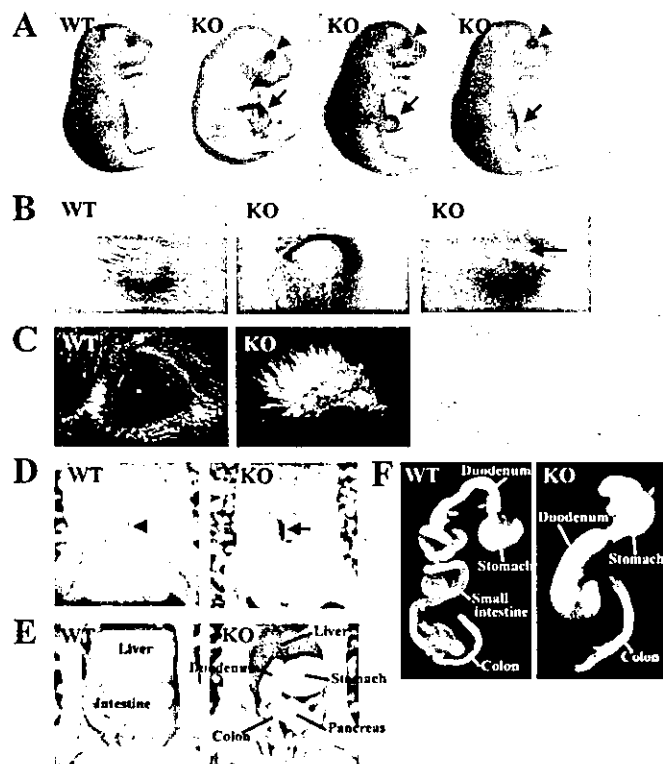 A WT KO KO KO
B WT KO KO
C WT KO
D WT KO
F WT Duodenum KO
Duodenum
Stomach Stomach
Small
intestine
Colon Colon
E WT KO Liver
Liver
Duodenum Stomach
Intestine
Colon Pancreas